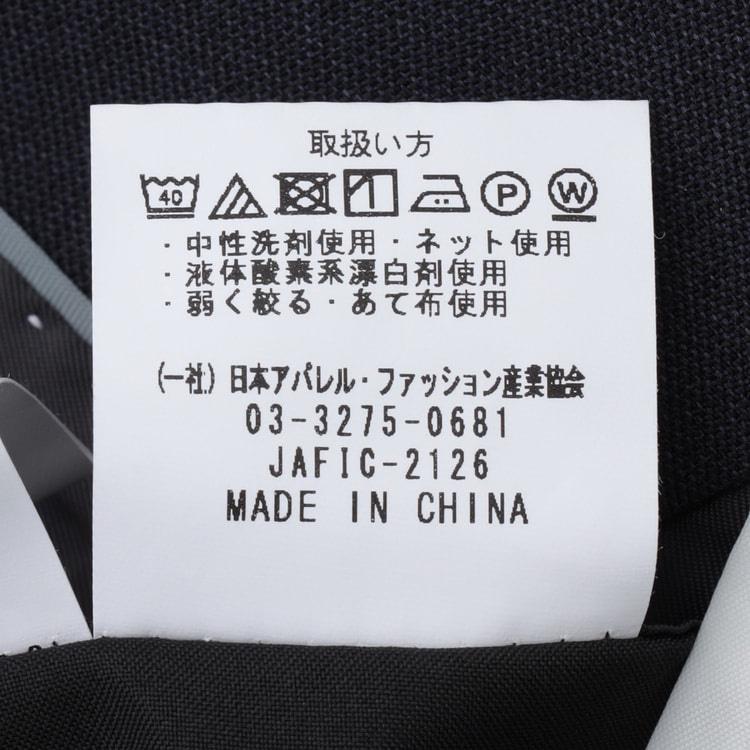 取扱い方
40 P W
・中性洗剤使用・ネット使用
・液体酸素系漂白剤使用
・弱く絞る・あて布使用
(一社)日本アパレル・ファッション産業協会
03-3275-0681
JAFIC-2126
MADE IN CHINA